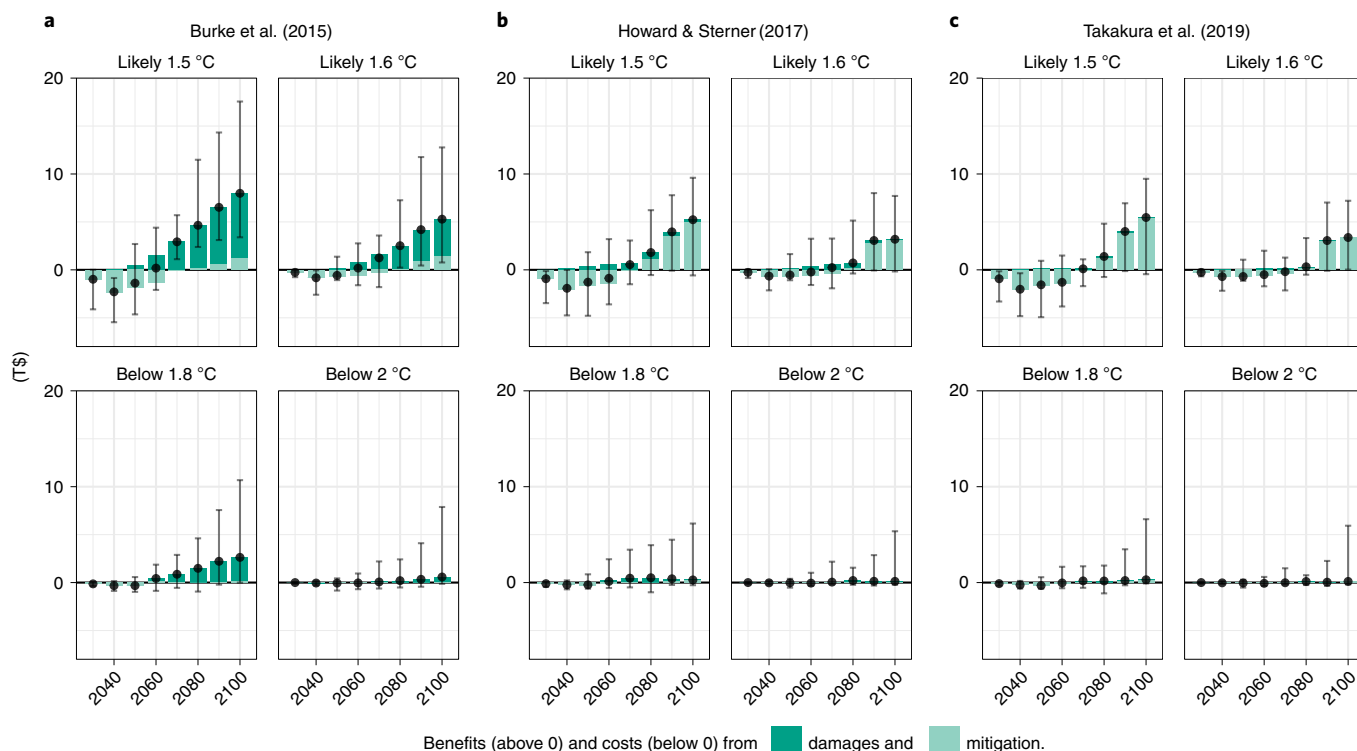 a
Burke et al. (2015)
Likely 1.5 °C
Likely 1.6 °C
20
10
0
Below 1.8 °C
Below 2 °C
20
10
0
2040
2060
2080
2100
2040
2060
2080
2100
(T$)
b
Howard & Sterner (2017)
Likely 1.5 °C
Likely 1.6 °C
20
10
0
Below 1.8 °C
Below 2 °C
20
10
0
2040
2060
2080
2100
2040
2060
2080
2100
c
Takakura et al. (2019)
Likely 1.5 °C
Likely 1.6 °C
20
10
0
Below 1.8 °C
Below 2 °C
20
10
0
2040
2060
2080
2100
2040
2060
2080
2100
Benefits (above 0) and costs (below 0) from damages and mitigation.